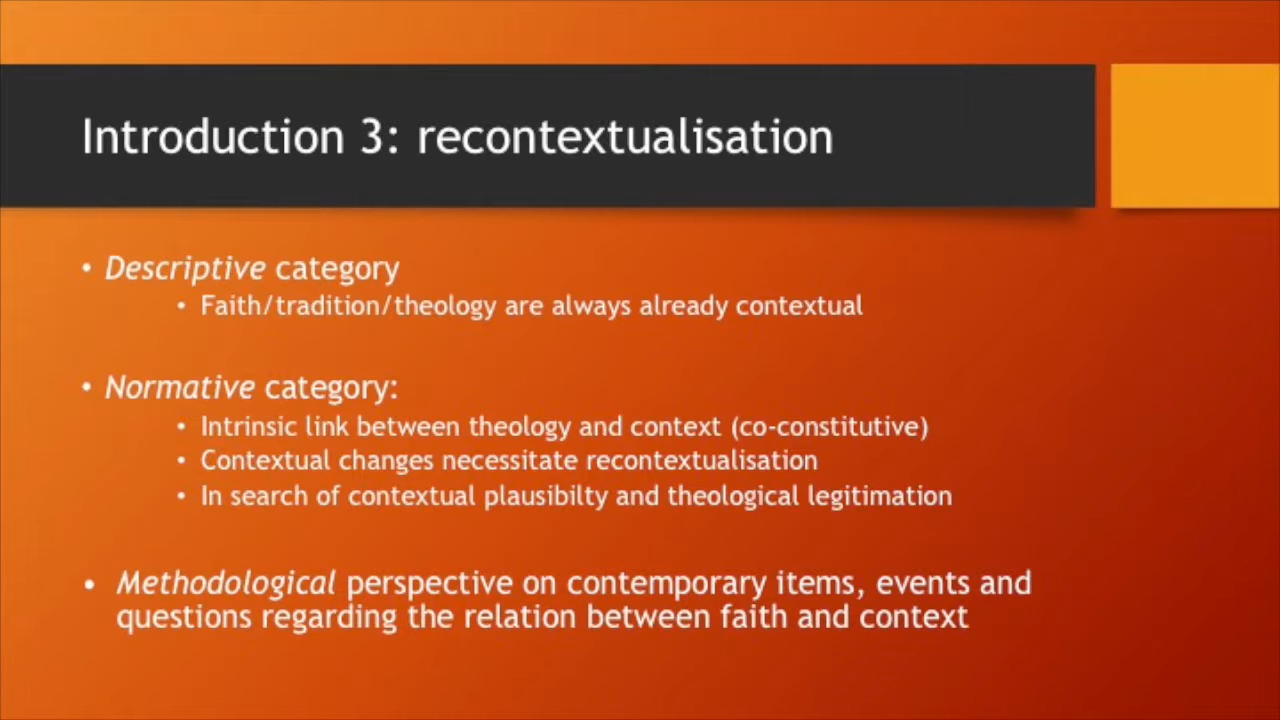 Introduction 3: recontextualisation
• Descriptive category
• Faith/tradition/theology are always already contextual
• Normative category:
• Intrinsic link between theology and context (co-constitutive)
• Contextual changes necessitate recontextualisation
• In search of contextual plausibilty and theological legitimation
• Methodological perspective on contemporary items, events and
questions regarding the relation between faith and context